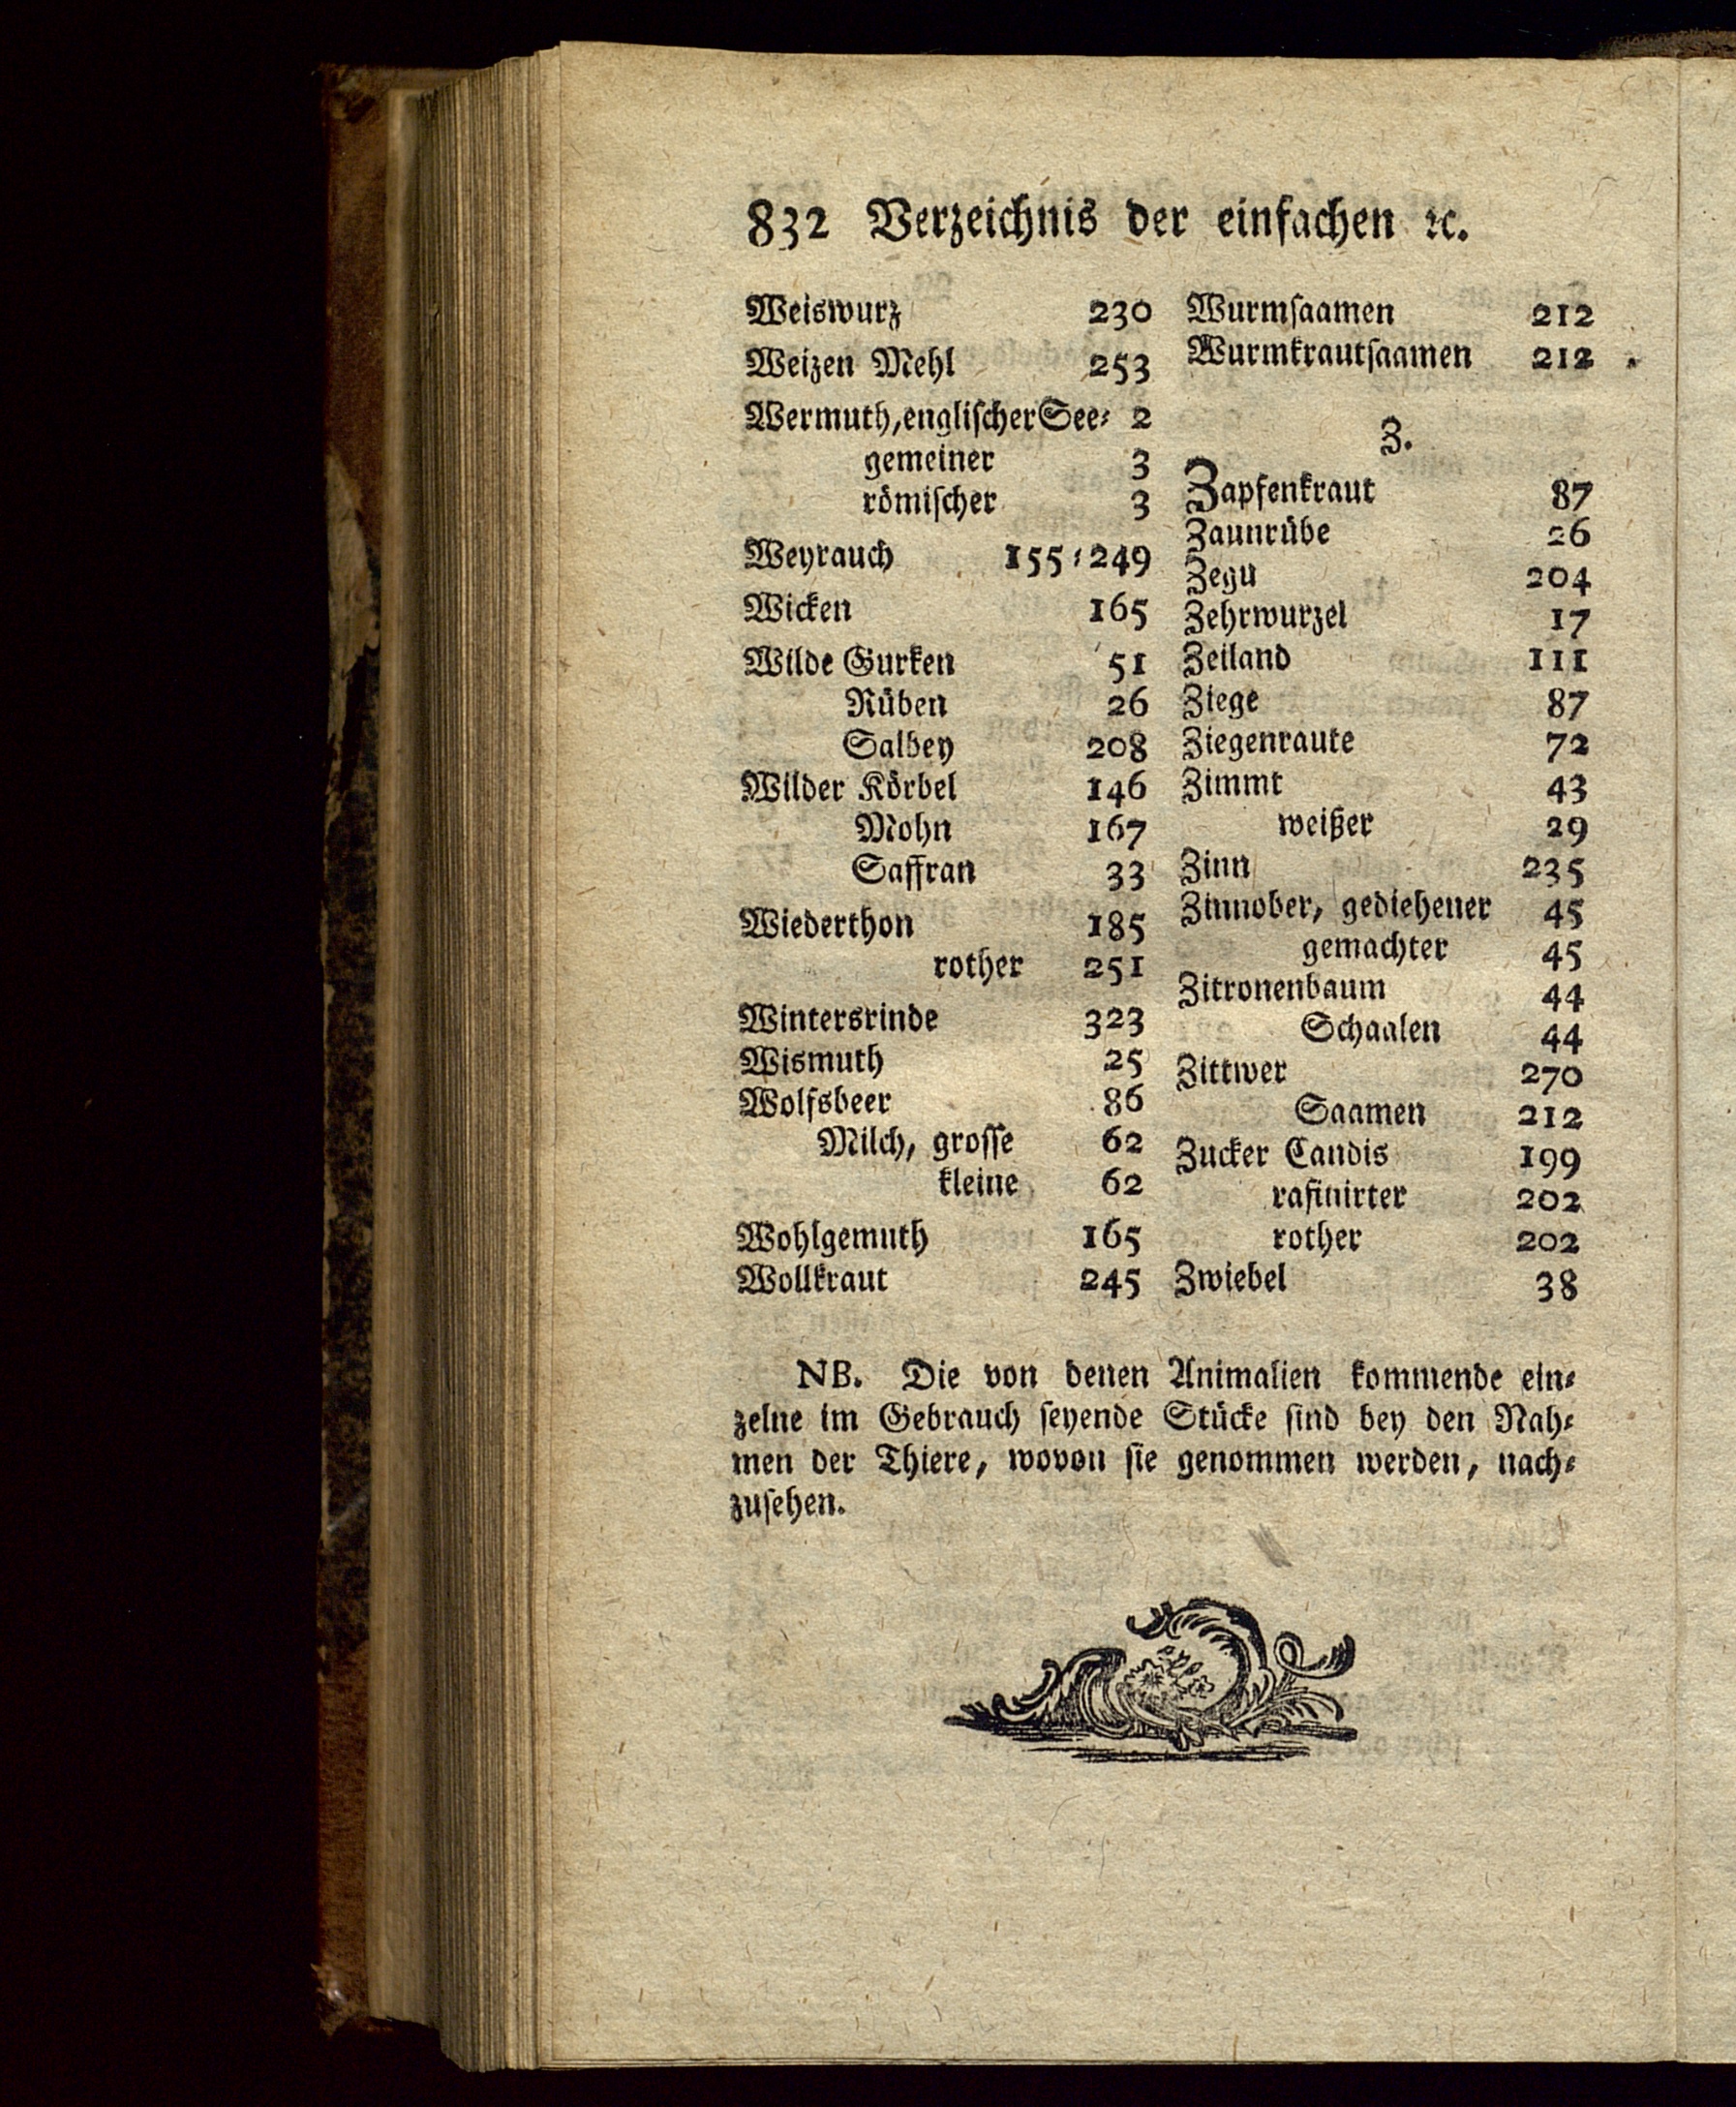 832 Verzeichnis der einfachen ꝛc.
Weiswurz 230
Weizen Mehl 253
Wermuth, englischer See⸗ 2
gemeiner 3
römischer 3
Weyrauch 155⸗249
Wicken 165
Wilde Gurken 51
Rüben 26
Salbey 208
Wilder Körbel 146
Mohn 167
Saffran 33
Wiederthon 185
rother 251
Wintersrinde 323
Wismuth 25
Wolfsbeer 86
Milch, grosse 62
kleine 62
Wohlgemuth 165
Wollkraut 245
Wurmsaamen 212
Wurmkrautsaamen 212
Z.
Zapfenkraut 87
Zaunrübe 26
Zegu 204
Zehrwurzel 17
Zeiland 111
Ziege 87
Ziegenraute 72
Zimmt 43
weißer 29
Zinn 235
Zinnober, gediehener 45
gemachter 45
Zitronenbaum 44
Schaalen 44
Zittwer 270
Saamen 212
Zucker Candis 199
rafinirter 202
rother 202
Zwiebel 38
NB. Die von denen Animalien kommende ein⸗
zelne im Gebrauch seyende Stücke sind bey den Nah⸗
men der Thiere, wovon sie genommen werden, nach⸗
zusehen.